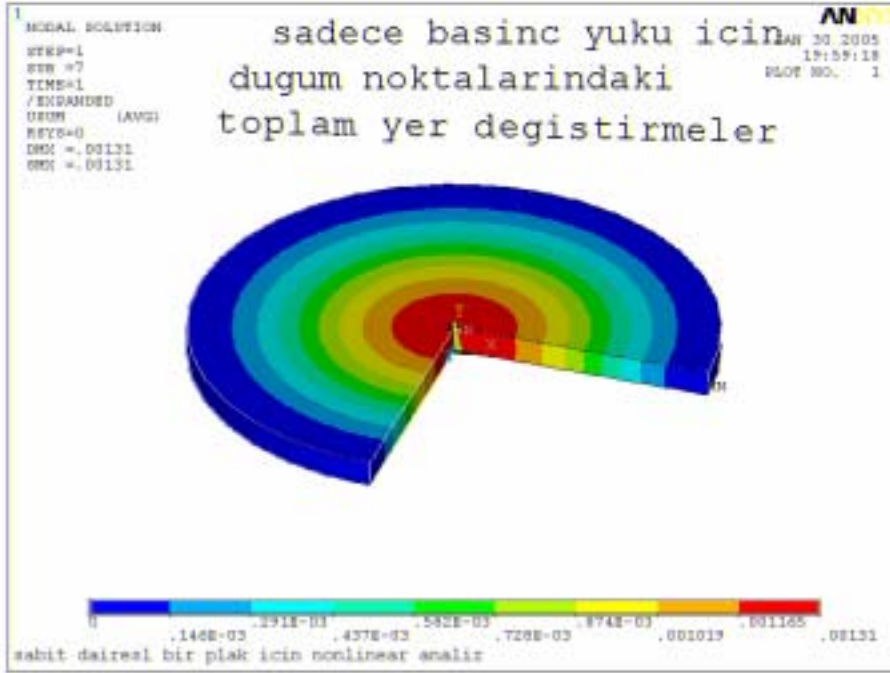 1
NODAL SOLUTION
STEP=1
SUB =7
TIME=1
/EXPANDED
USUM (AVG)
RSYS=0
DMX =.00131
SMX =.00131
sadece basinc yuku icin
dugum noktalarindaki
toplam yer degistirmeler
AN
JAN 30 2005
19:59:18
PLOT NO. 1
X
0 .291E-03 .582E-03 .874E-03 .001165
.146E-03 .437E-03 .728E-03 .001019 .00131
sabit dairesl bir plak icin nonlinear analiz